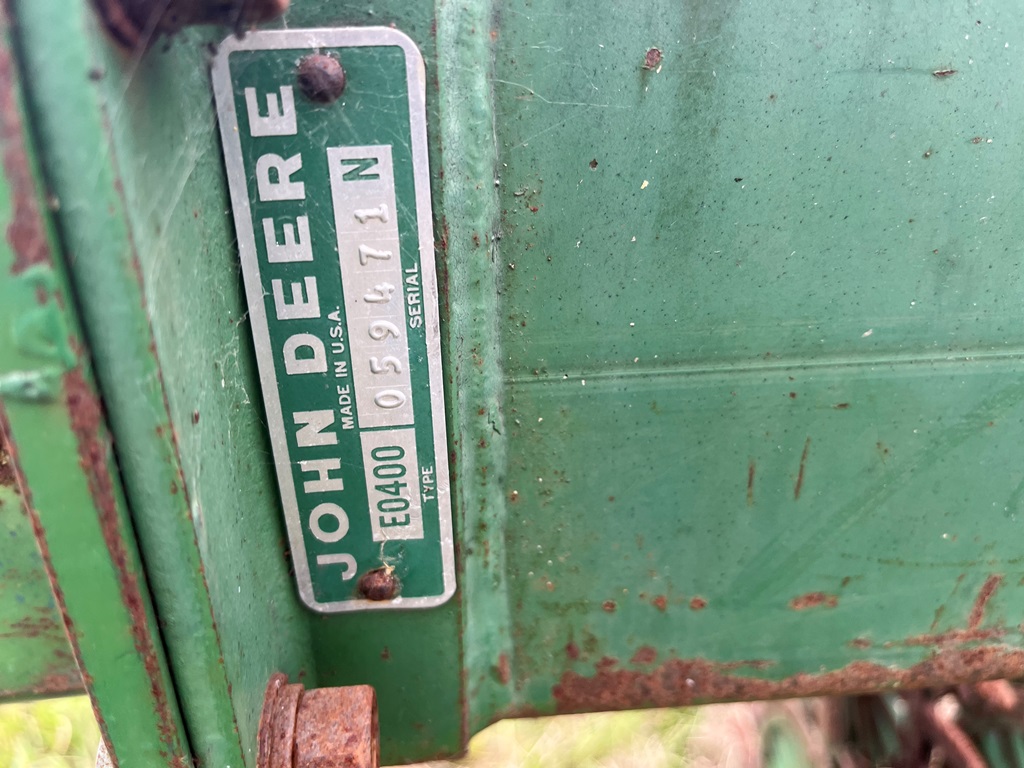 JOHN DEERE
MADE IN U.S.A.
E0400 059471 N
TYPE SERIAL